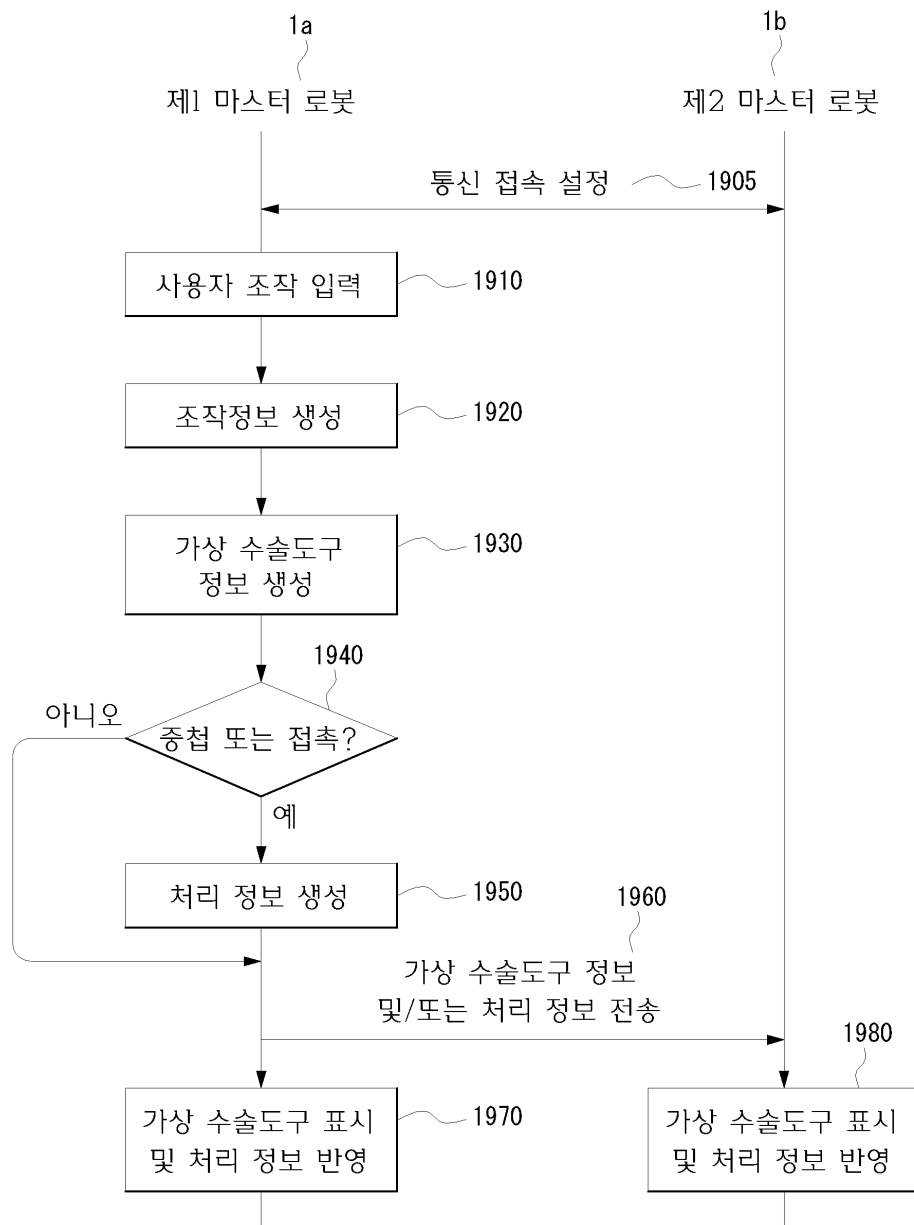 1a
1b
제1 마스터 로봇
제2 마스터 로봇
통신 접속 설정
1905
사용자 조작 입력
1910
조작정보 생성
1920
가상 수술도구
정보 생성
1930
1940
아니오
중첩 또는 접촉?
예
처리 정보 생성
1950
1960
가상 수술도구 정보
및/또는 처리 정보 전송
1980
가상 수술도구 표시
및 처리 정보 반영
1970
가상 수술도구 표시
및 처리 정보 반영